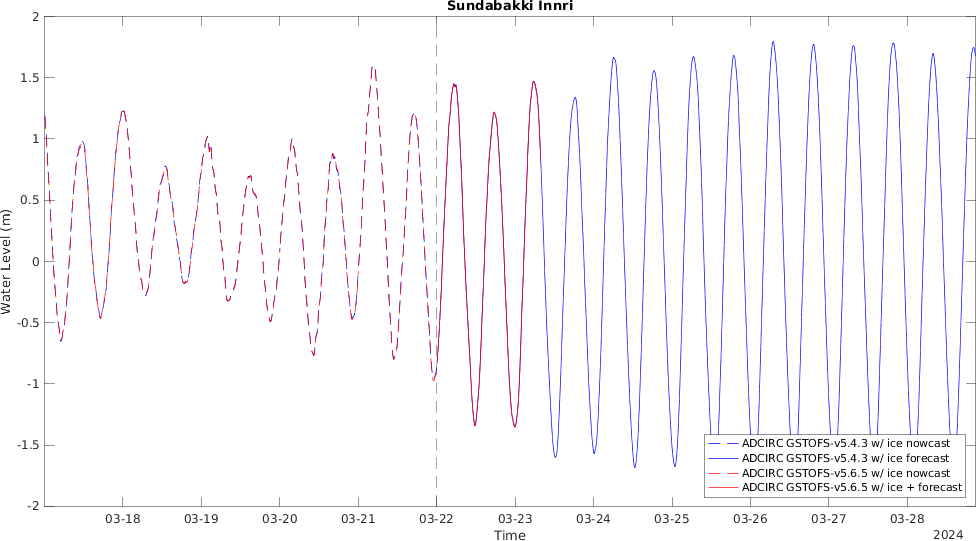 Sundabakki Innri
2
1.5
1
0.5
0
-0.5
-1
-1.5
-2
Water Level (m)
ADCIRC GSTOFS-v5.4.3 w/ ice nowcast
ADCIRC GSTOFS-v5.4.3 w/ ice forecast
ADCIRC GSTOFS-v5.6.5 w/ ice nowcast
ADCIRC GSTOFS-v5.6.5 w/ ice + forecast
03-18 03-19 03-20 03-21 03-22 03-23 03-24 03-25 03-26 03-27 03-28
Time
2024